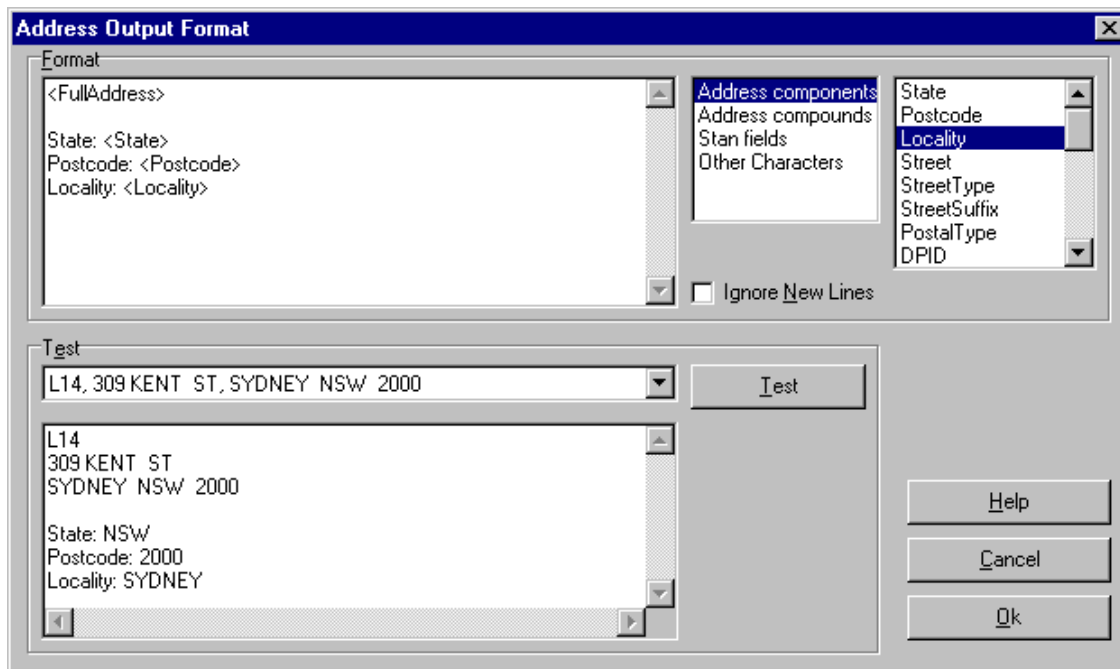 Address Output Format
Format
<FullAddress>
State: <State>
Postcode: <Postcode>
Locality: <Locality>
Address components
Address compounds
Stan fields
Other Characters
State
Postcode
Locality
Street
StreetType
StreetSuffix
PostalType
DPID
Ignore New Lines
Test
L14, 309 KENT  ST, SYDNEY  NSW  2000
Test
L14
309 KENT  ST
SYDNEY  NSW  2000
State: NSW
Postcode: 2000
Locality: SYDNEY
Help
Cancel
Ok